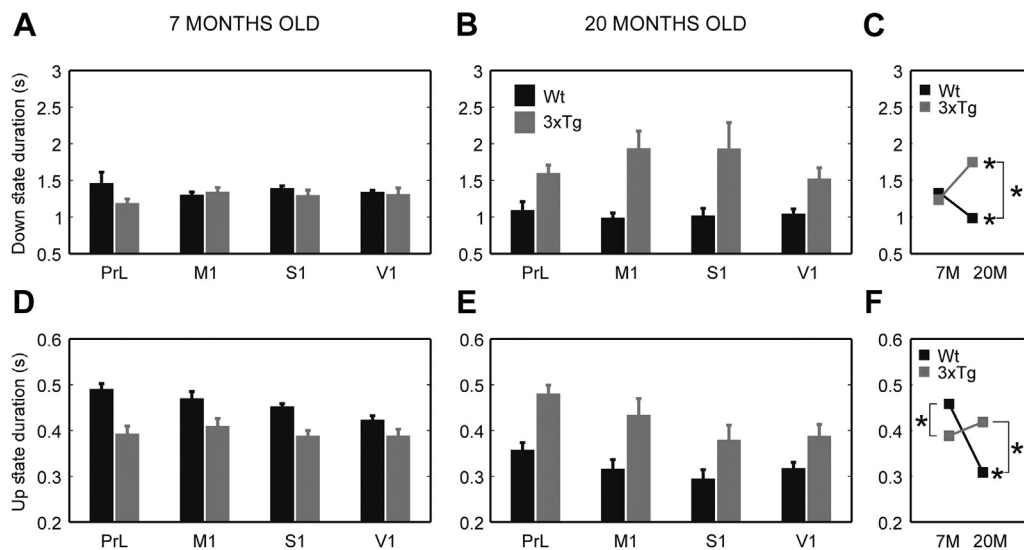 A 7 MONTHS OLD B 20 MONTHS OLD C
Down state duration (s)
3
2.5
2
1.5
1
0.5
PrL M1 S1 V1
3
2.5
2
1.5
1
0.5
Wt
3xTg
PrL M1 S1 V1
3
2.5
2
1.5
1
0.5
Wt
3xTg
*
*
*
7M 20M
D E F
Up state duration (s)
0.6
0.5
0.4
0.3
0.2
PrL M1 S1 V1
0.6
0.5
0.4
0.3
0.2
PrL M1 S1 V1
0.6
0.5
0.4
0.3
0.2
Wt
3xTg
*
*
*
7M 20M